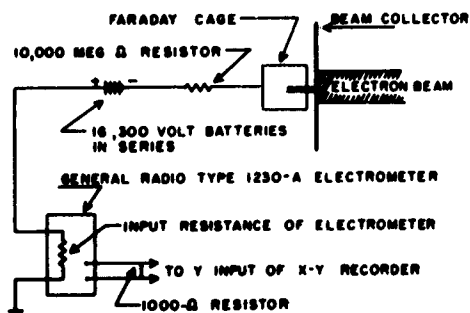 FARADAY CAGE
BEAM COLLECTOR
10,000 MEG Ω RESISTOR
+ -
ELECTRON BEAM
16,300 VOLT BATTERIES
IN SERIES
GENERAL RADIO TYPE 1230-A ELECTROMETER
INPUT RESISTANCE OF ELECTROMETER
TO Y INPUT OF X-Y RECORDER
1000-Ω RESISTOR